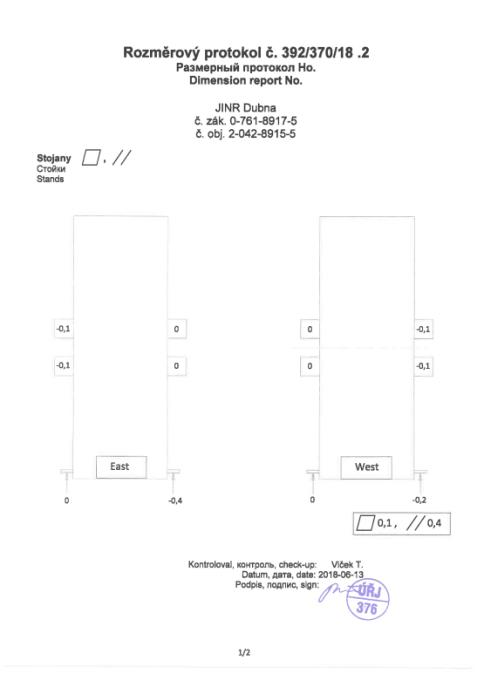 Rozměrový protokol č. 392/370/18 .2
Размерный протокол Но.
Dimension report No.
JINR Dubna
č. zák. 0-761-8917-5
č. obj. 2-042-8915-5
Stojany
Стойки
Stands
-0,1 0 0 -0,1
-0,1 0 0 -0,1
East West
0 -0,4 0 -0,2
0,1 , // 0,4
Kontroloval, контроль, check-up: Vlček T.
Datum, дата, date: 2018-06-13
Podpis, подпис, sign:
ÚŘJ
376
1/2